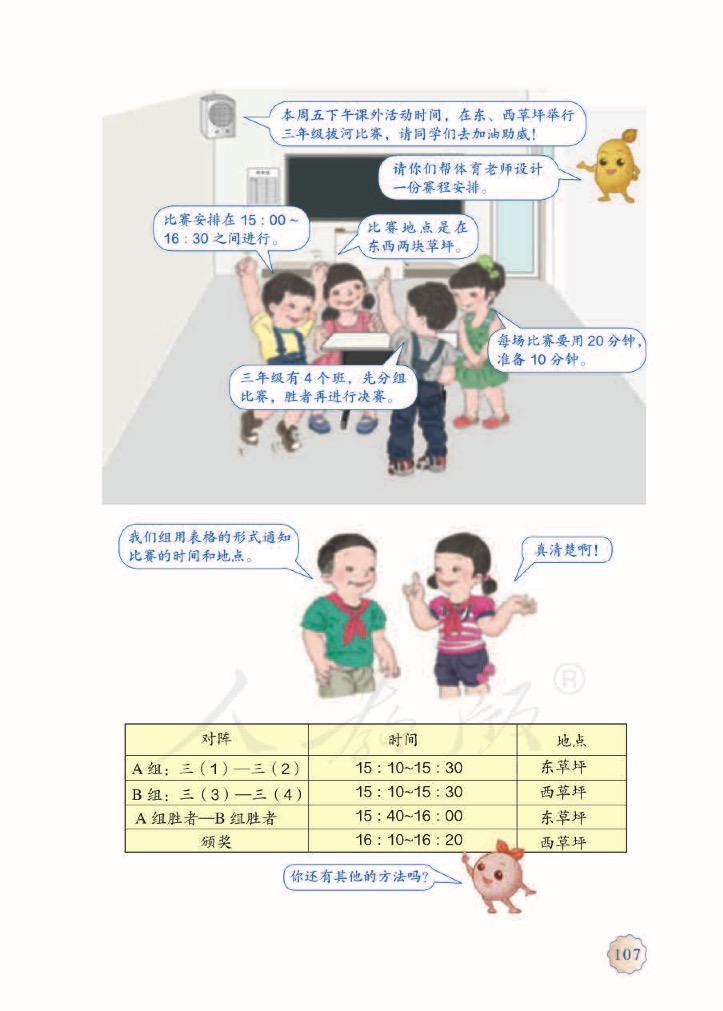 本周五下午课外活动时间，在东、西草坪举行
三年级拔河比赛，请同学们去加油助威！
请你们帮体育老师设计
一份赛程安排。
比赛安排在 15：00～
16：30 之间进行。
比赛地点是在
东西两块草坪。
每场比赛要用 20 分钟，
准备 10 分钟。
三年级有 4 个班，先分组
比赛，胜者再进行决赛。
我们组用表格的形式通知
比赛的时间和地点。
真清楚啊！
人教版®
对阵 时间 地点
A 组：三（1）—三（2） 15：10~15：30 东草坪
B 组：三（3）—三（4） 15：10~15：30 西草坪
A 组胜者—B 组胜者 15：40~16：00 东草坪
颁奖 16：10~16：20 西草坪
你还有其他的方法吗？
107